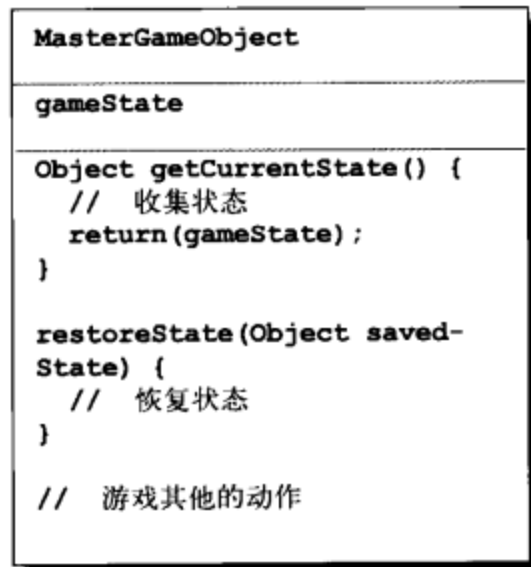 MasterGameObject
gameState
Object getCurrentState() {
// 收集状态
return(gameState);
}
restoreState(Object saved-
State) {
// 恢复状态
}
// 游戏其他的动作